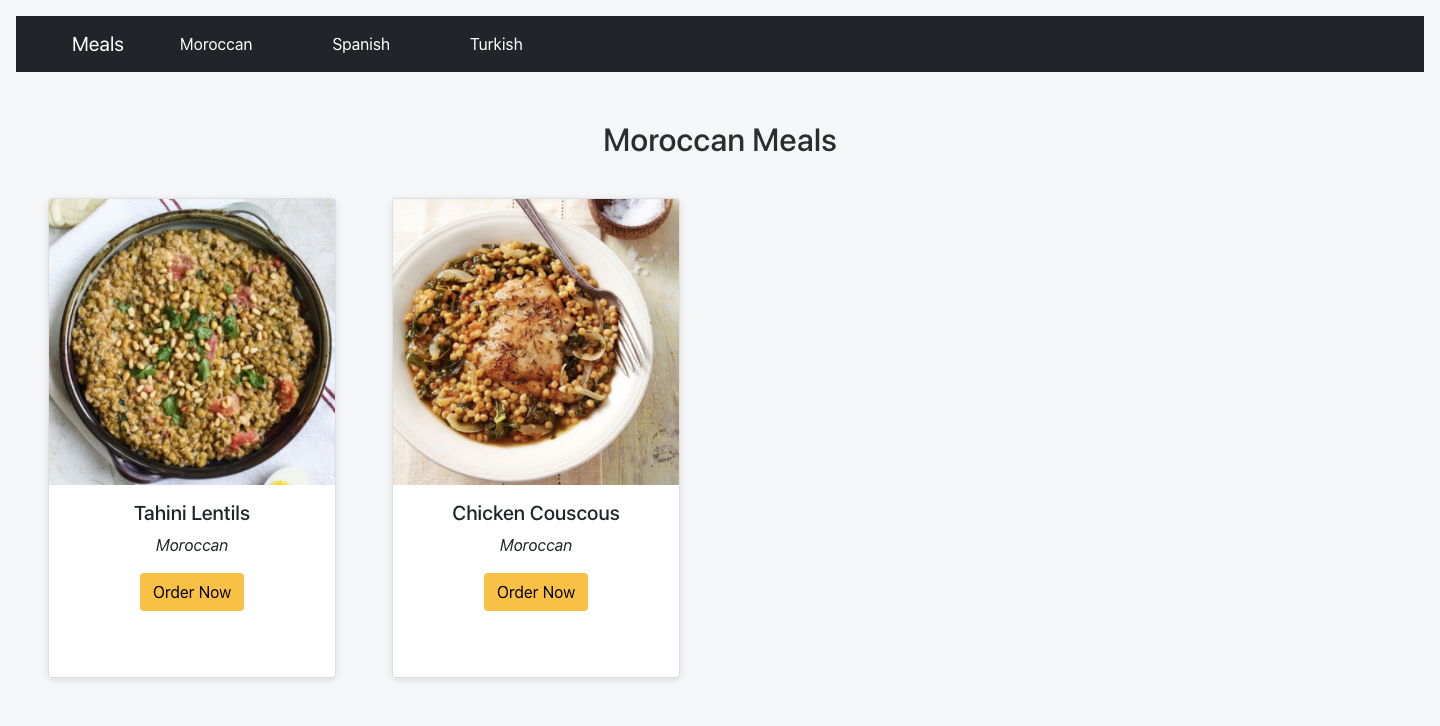 Meals Moroccan Spanish Turkish
Moroccan Meals
Tahini Lentils
Moroccan
Order Now
Chicken Couscous
Moroccan
Order Now